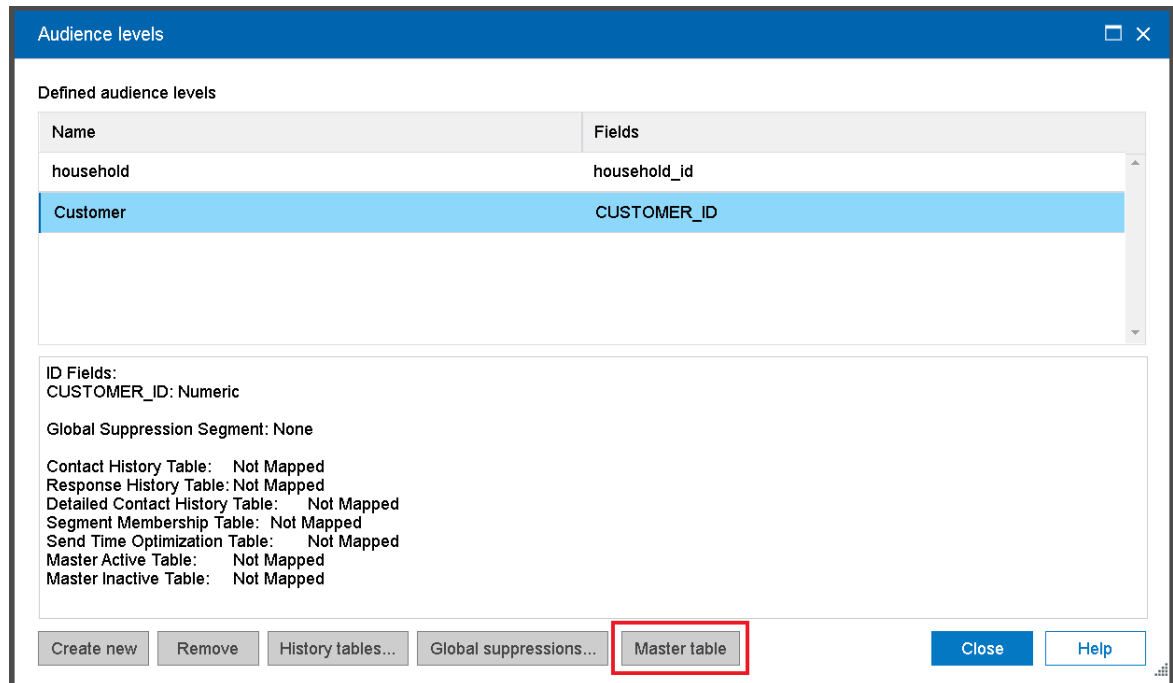 Audience levels
Defined audience levels
Name Fields
household household_id
Customer CUSTOMER_ID
ID Fields:
CUSTOMER_ID: Numeric
Global Suppression Segment: None
Contact History Table: Not Mapped
Response History Table: Not Mapped
Detailed Contact History Table: Not Mapped
Segment Membership Table: Not Mapped
Send Time Optimization Table: Not Mapped
Master Active Table: Not Mapped
Master Inactive Table: Not Mapped
Create new Remove History tables... Global suppressions... Master table Close Help